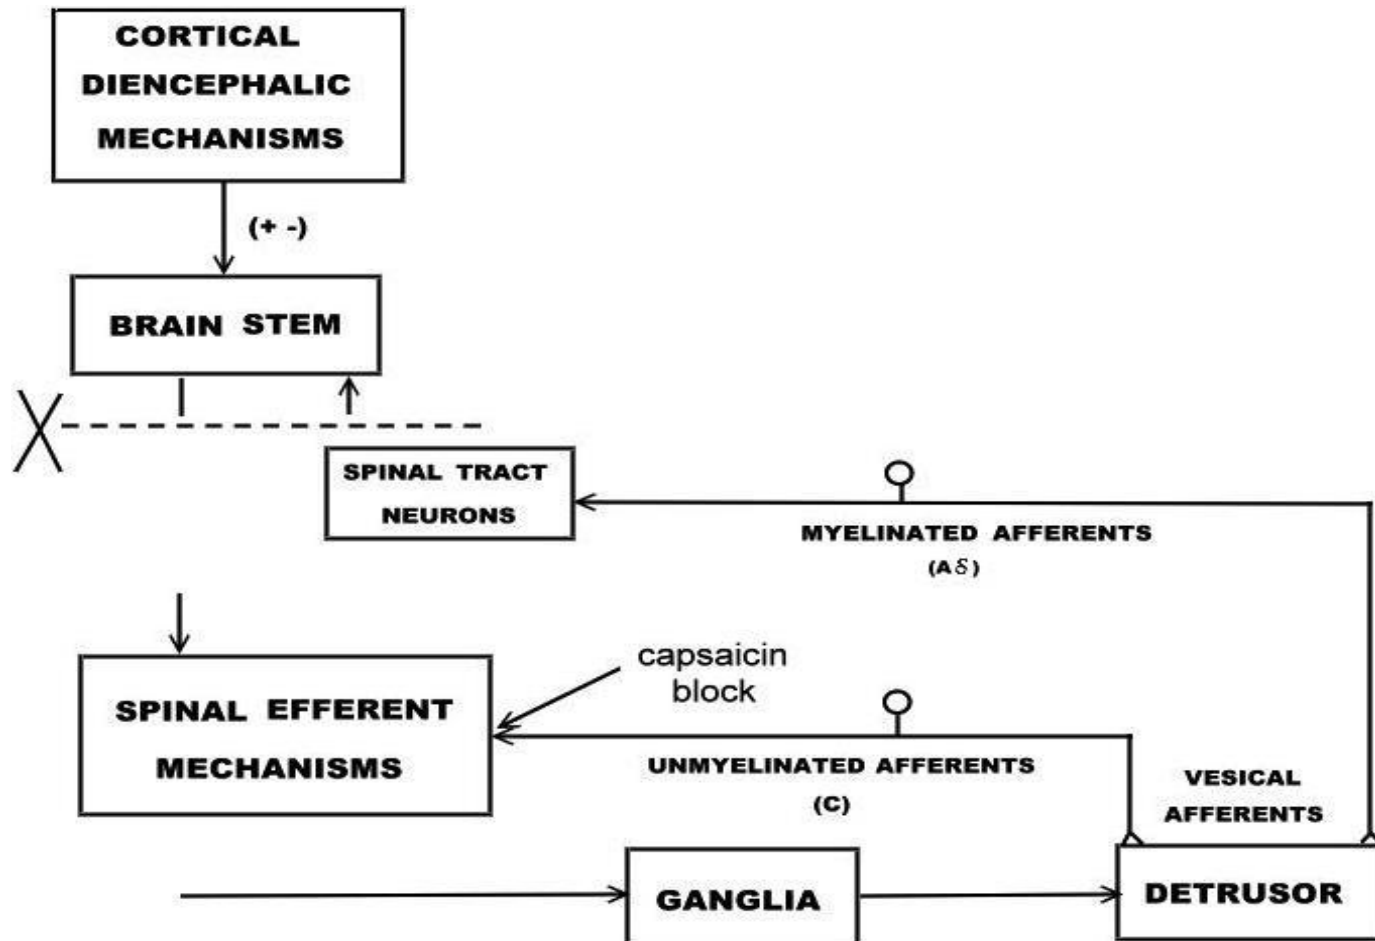 CORTICAL
DIENCEPHALIC
MECHANISMS
(+ -)
BRAIN STEM
SPINAL TRACT
NEURONS
MYELINATED AFFERENTS
(Aδ)
capsaicin
block
SPINAL EFFERENT
MECHANISMS
UNMYELINATED AFFERENTS
(C)
VESICAL
AFFERENTS
GANGLIA
DETRUSOR